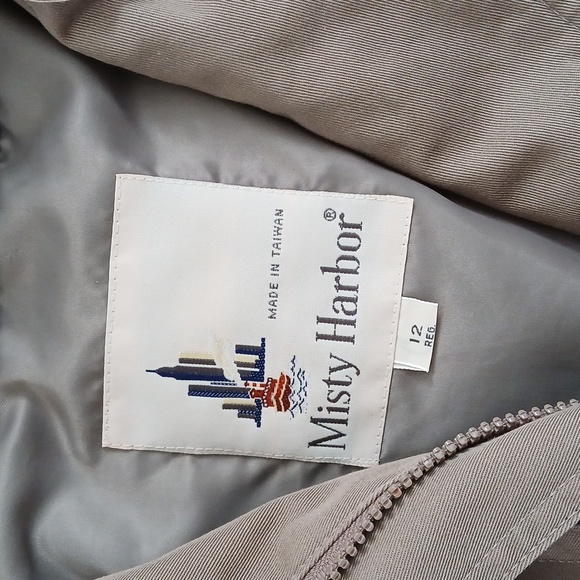 MADE IN TAIWAN
Misty Harbor®
12
REG.